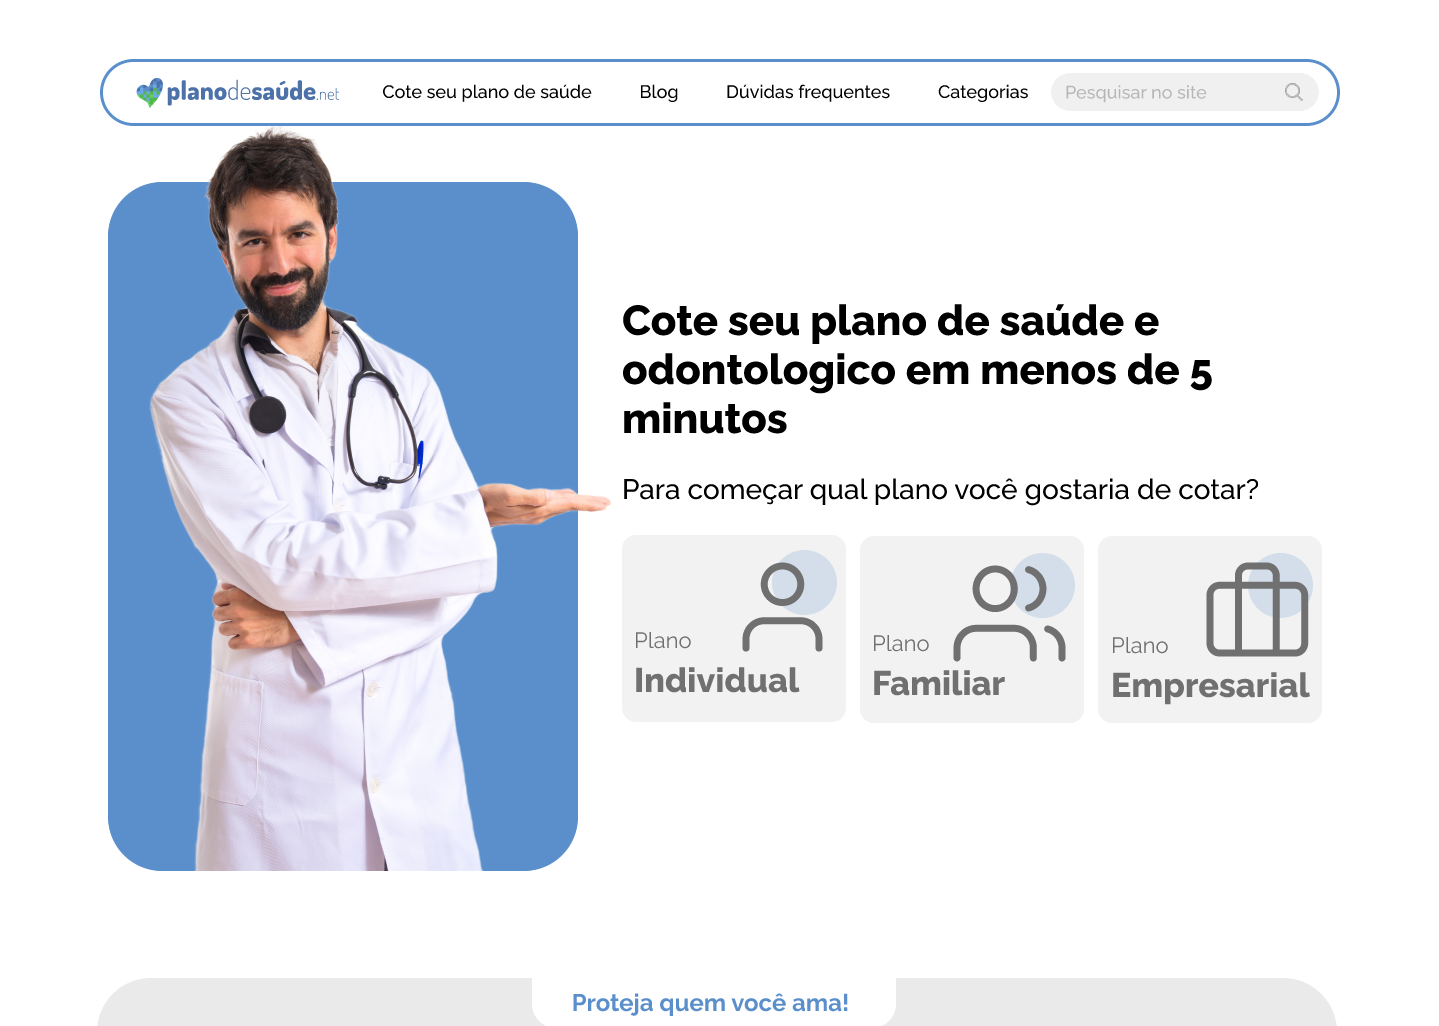 planodesaúde.net
Cote seu plano de saúde
Blog
Dúvidas frequentes
Categorias
Pesquisar no site
Cote seu plano de saúde e
odontologico em menos de 5
minutos
Para começar qual plano você gostaria de cotar?
Plano
Individual
Plano
Familiar
Plano
Empresarial
Proteja quem você ama!